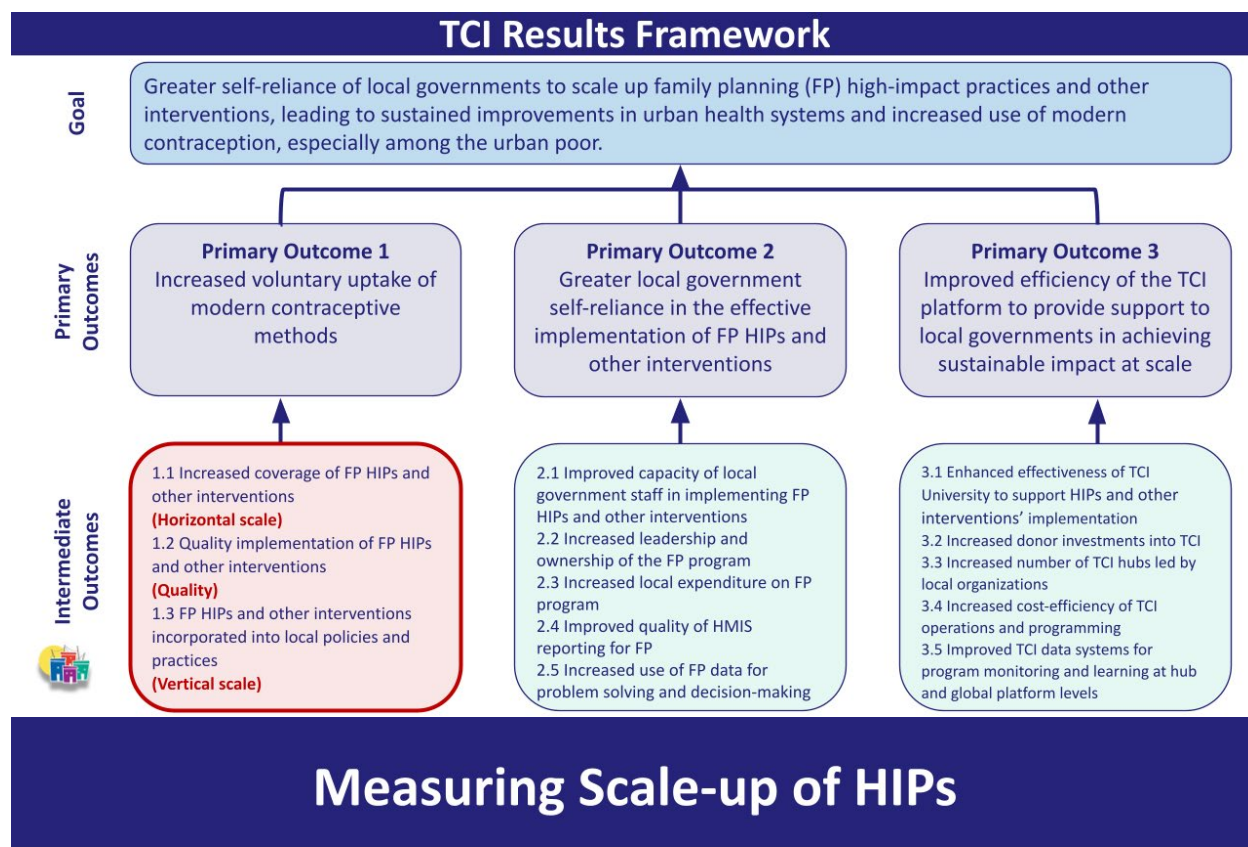 TCI Results Framework
Goal
Greater self-reliance of local governments to scale up family planning (FP) high-impact practices and other
interventions, leading to sustained improvements in urban health systems and increased use of modern
contraception, especially among the urban poor.
Primary
Outcomes
Primary Outcome 1
Increased voluntary uptake of
modern contraceptive
methods
Primary Outcome 2
Greater local government
self-reliance in the effective
implementation of FP HIPs and
other interventions
Primary Outcome 3
Improved efficiency of the TCI
platform to provide support to
local governments in achieving
sustainable impact at scale
Intermediate
Outcomes
1.1 Increased coverage of FP HIPs and
other interventions
(Horizontal scale)
1.2 Quality implementation of FP HIPs
and other interventions
(Quality)
1.3 FP HIPs and other interventions
incorporated into local policies and
practices
(Vertical scale)
2.1 Improved capacity of local
government staff in implementing FP
HIPs and other interventions
2.2 Increased leadership and
ownership of the FP program
2.3 Increased local expenditure on FP
program
2.4 Improved quality of HMIS
reporting for FP
2.5 Increased use of FP data for
problem solving and decision-making
3.1 Enhanced effectiveness of TCI
University to support HIPs and other
interventions’ implementation
3.2 Increased donor investments into TCI
3.3 Increased number of TCI hubs led by
local organizations
3.4 Increased cost-efficiency of TCI
operations and programming
3.5 Improved TCI data systems for
program monitoring and learning at hub
and global platform levels
Measuring Scale-up of HIPs